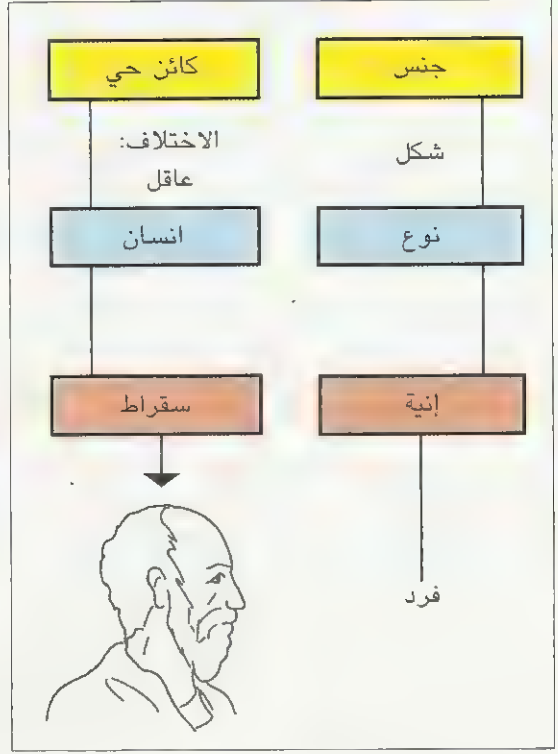 جنس
كائن حي
شكل
الاختلاف:
عاقل
نوع
انسان
إنية
سقراط
فرد